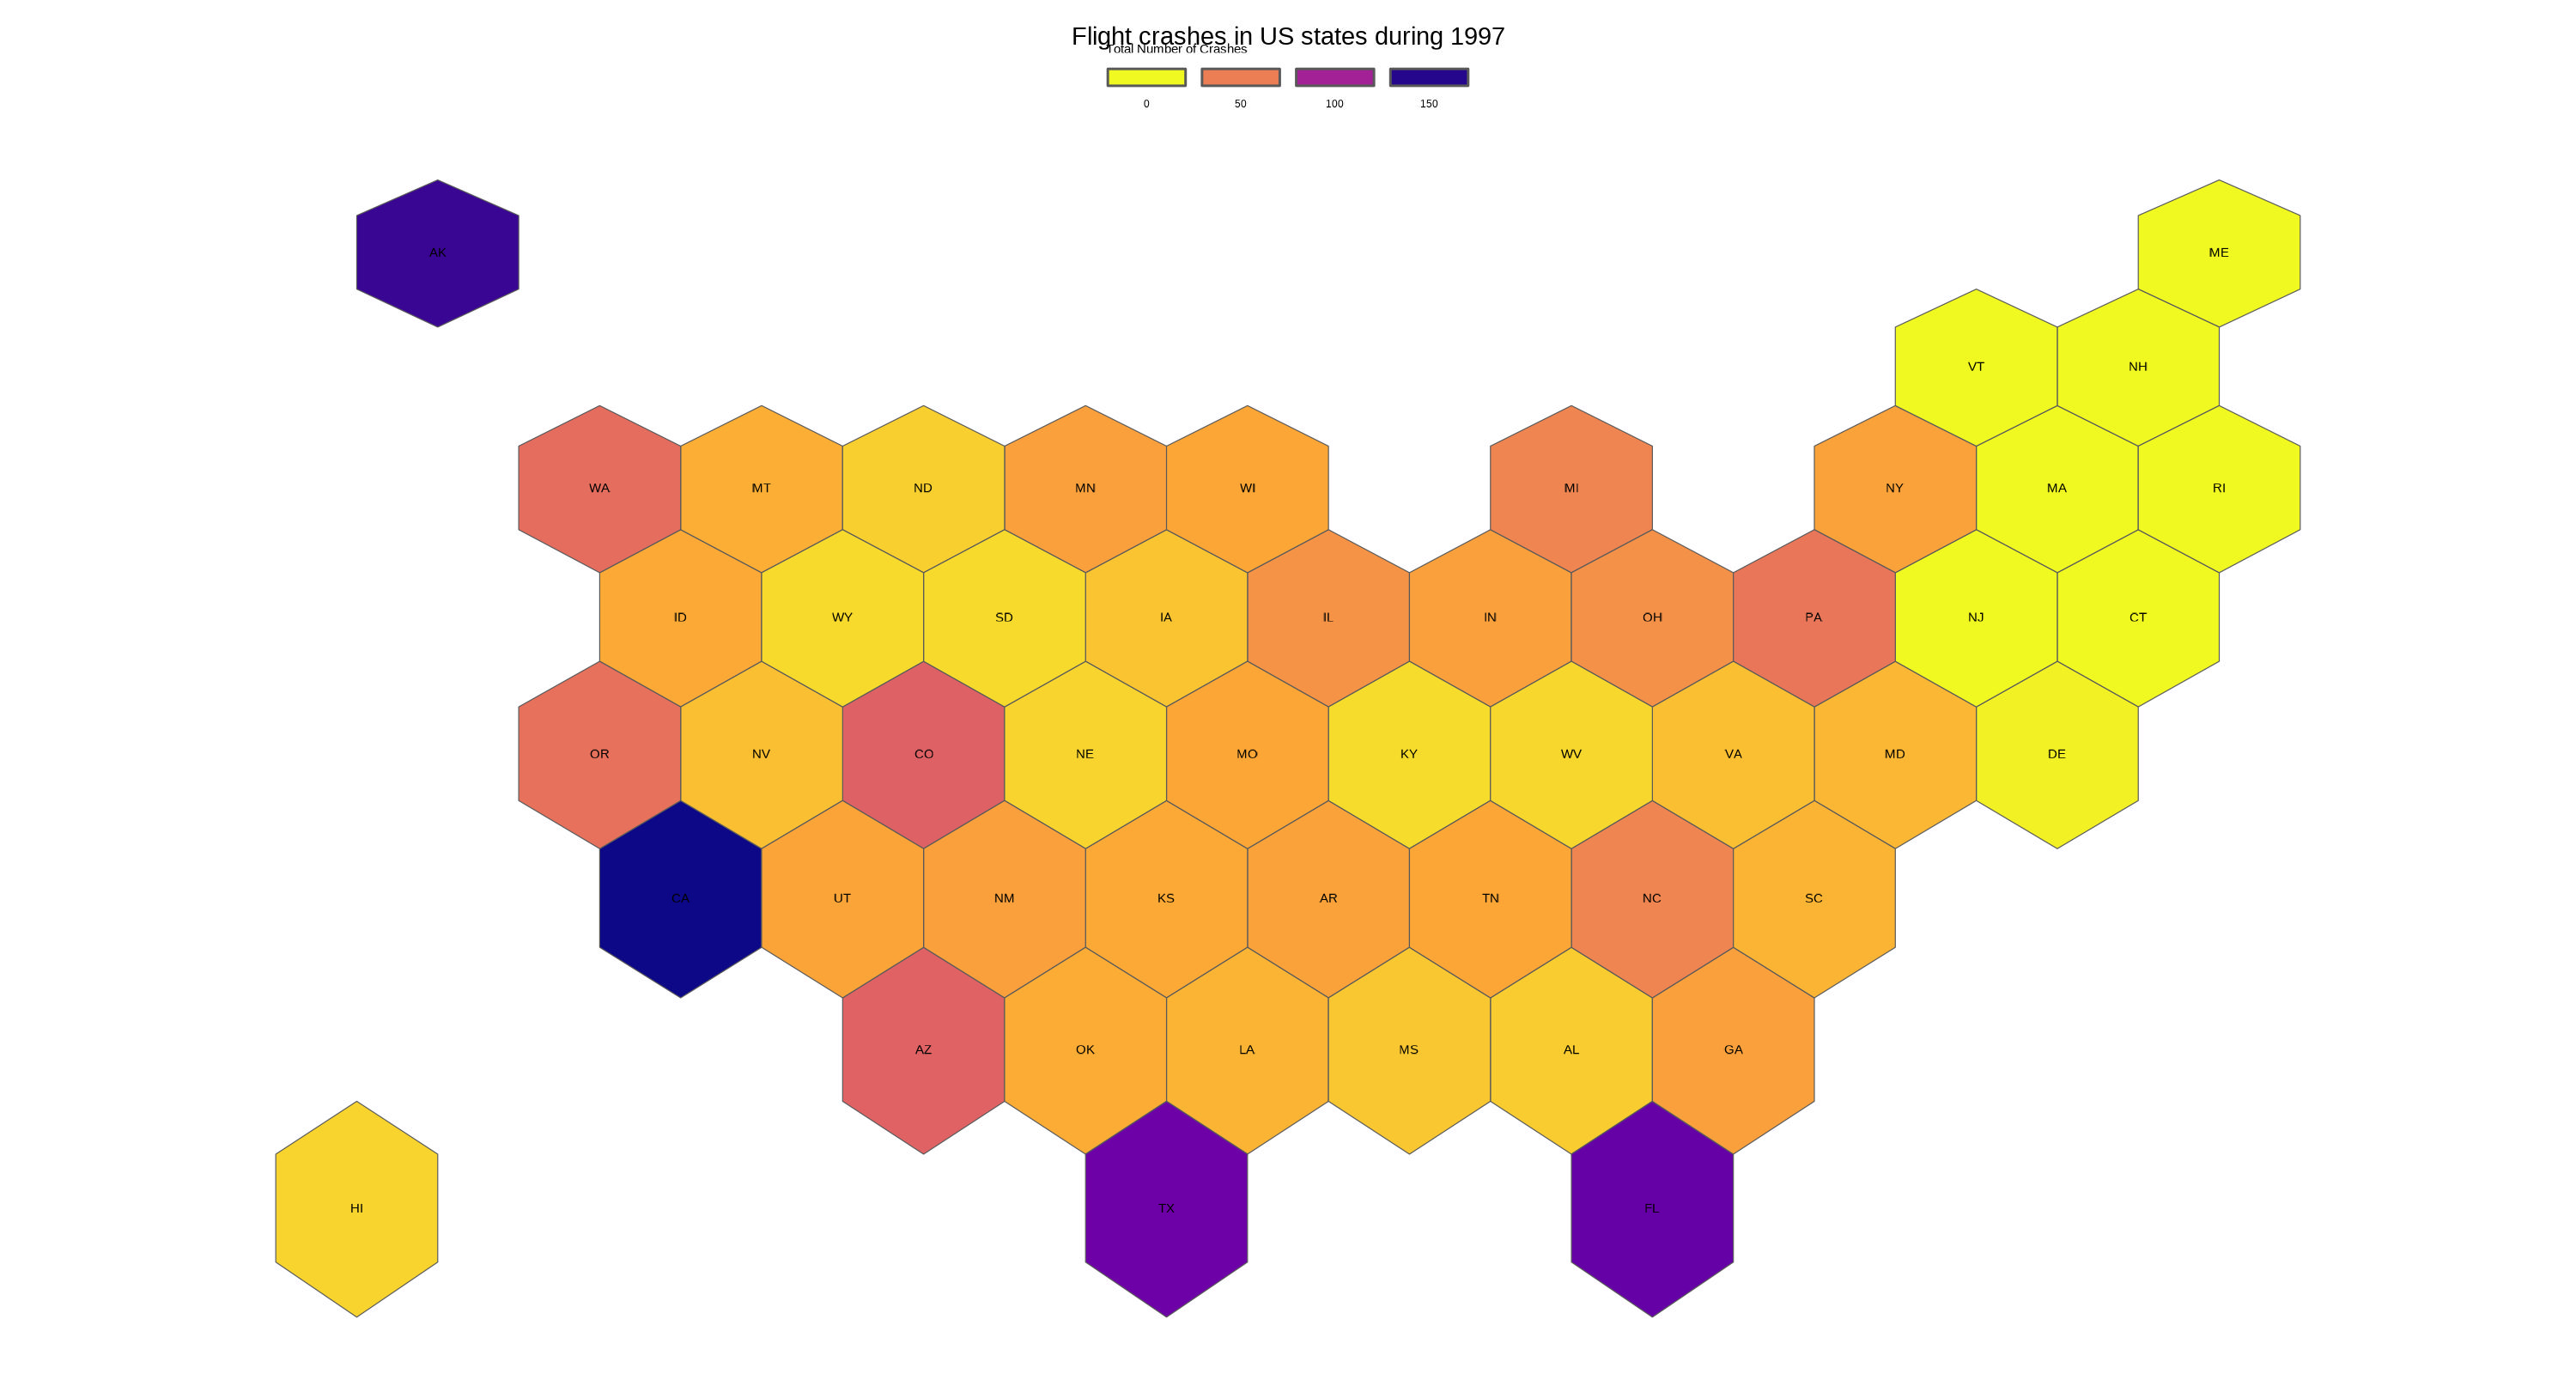 Flight crashes in US states during 1997
Total Number of Crashes
0 50 100 150
AK ME
VT NH
WA MT ND MN WI MI NY MA RI
ID WY SD IA IL IN OH PA NJ CT
OR NV CO NE MO KY WV VA MD DE
CA UT NM KS AR TN NC SC
AZ OK LA MS AL GA
HI TX FL